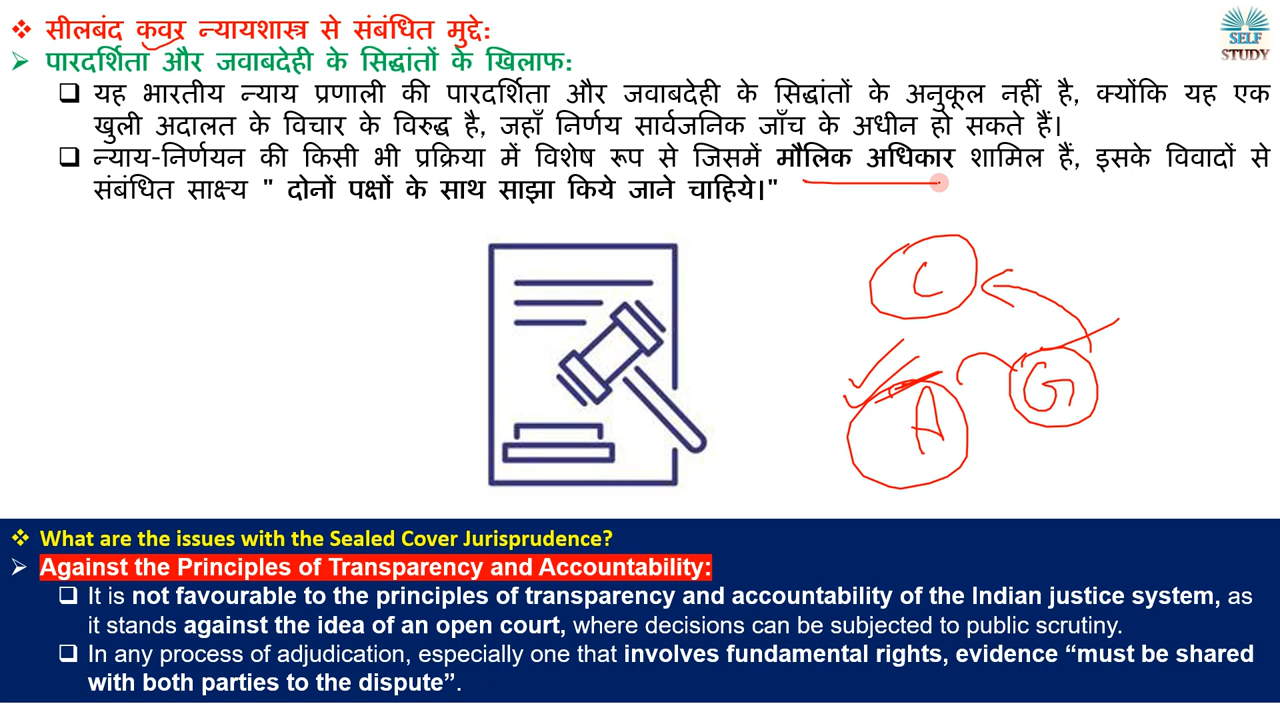 ❖ सीलबंद कवर न्यायशास्त्र से संबंधित मुद्दे:
SELF
STUDY
➢ पारदर्शिता और जवाबदेही के सिद्धांतों के खिलाफ:
❑ यह भारतीय न्याय प्रणाली की पारदर्शिता और जवाबदेही के सिद्धांतों के अनुकूल नहीं है, क्योंकि यह एक
खुली अदालत के विचार के विरुद्ध है, जहाँ निर्णय सार्वजनिक जाँच के अधीन हो सकते हैं।
❑ न्याय-निर्णयन की किसी भी प्रक्रिया में विशेष रूप से जिसमें मौलिक अधिकार शामिल हैं, इसके विवादों से
संबंधित साक्ष्य " दोनों पक्षों के साथ साझा किये जाने चाहिये।"
C
G
A
❖ What are the issues with the Sealed Cover Jurisprudence?
➢ Against the Principles of Transparency and Accountability:
❑ It is not favourable to the principles of transparency and accountability of the Indian justice system, as
it stands against the idea of an open court, where decisions can be subjected to public scrutiny.
❑ In any process of adjudication, especially one that involves fundamental rights, evidence “must be shared
with both parties to the dispute”.